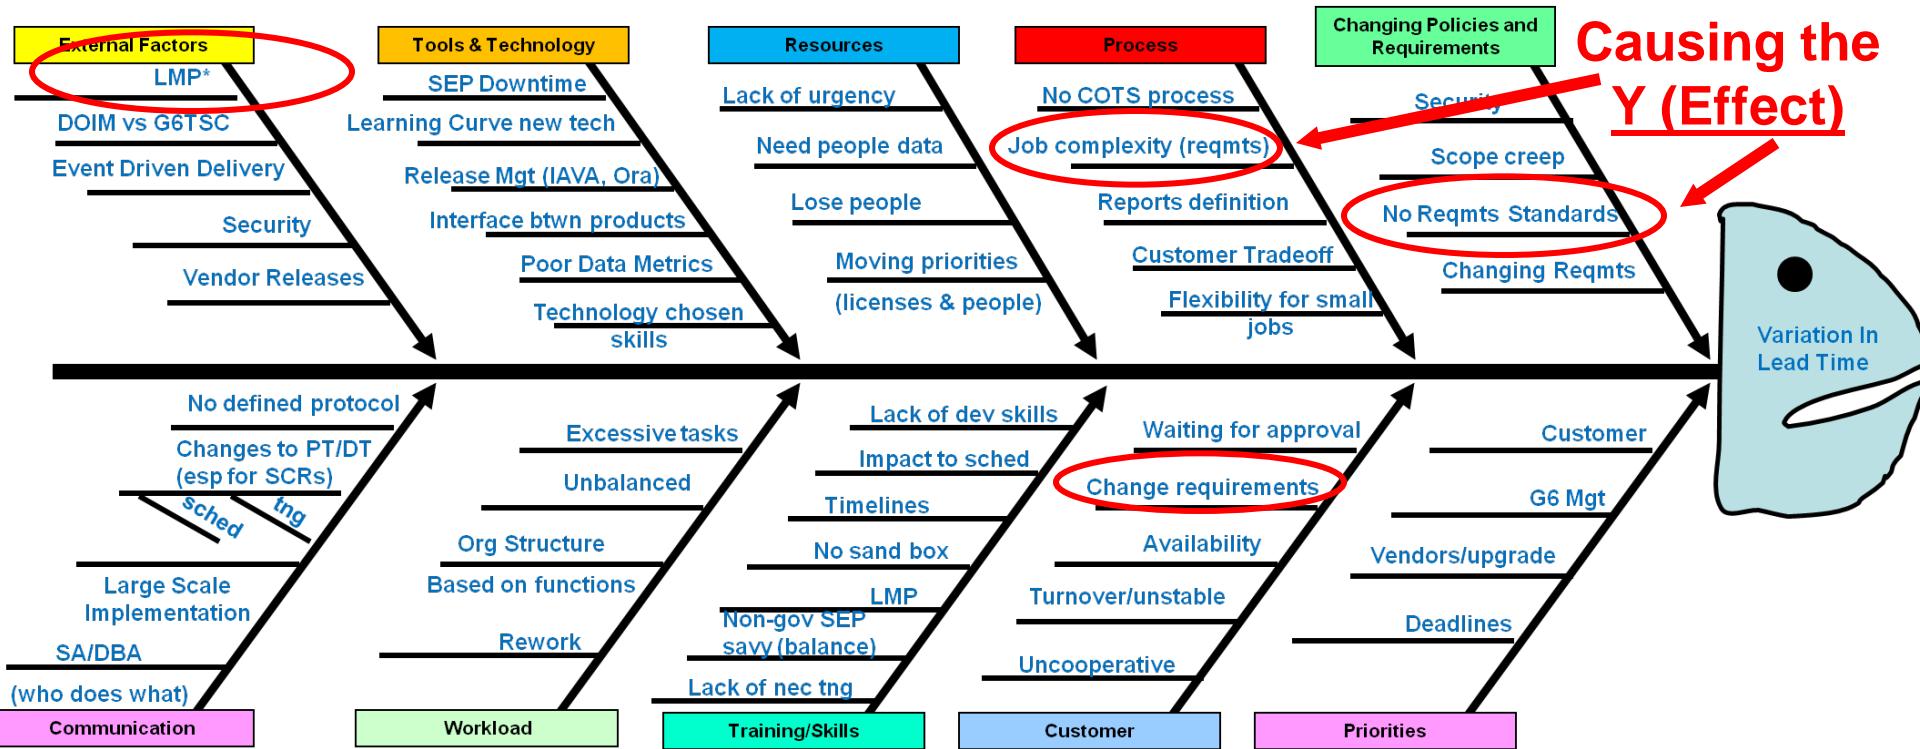 External Factors
LMP*
DOIM vs G6TSC
Event Driven Delivery
Security
Vendor Releases
Tools & Technology
SEP Downtime
Learning Curve new tech
Release Mgt (IAVA, Ora)
Interface btwn products
Poor Data Metrics
Technology chosen
skills
Resources
Lack of urgency
Need people data
Lose people
Moving priorities
(licenses & people)
Process
No COTS process
Job complexity (reqmts)
Reports definition
Customer Tradeoff
Flexibility for small
jobs
Changing Policies and
Requirements
Security
Scope creep
No Reqmts Standards
Changing Reqmts
Causing the
Y (Effect)
Variation In
Lead Time
No defined protocol
Changes to PT/DT
(esp for SCRs)
sched
tng
Large Scale
Implementation
SA/DBA
(who does what)
Communication
Excessive tasks
Unbalanced
Org Structure
Based on functions
Rework
Workload
Lack of dev skills
Impact to sched
Timelines
No sand box
LMP
Non-gov SEP
savy (balance)
Lack of nec tng
Training/Skills
Waiting for approval
Change requirements
Availability
Turnover/unstable
Uncooperative
Customer
Customer
G6 Mgt
Vendors/upgrade
Deadlines
Priorities